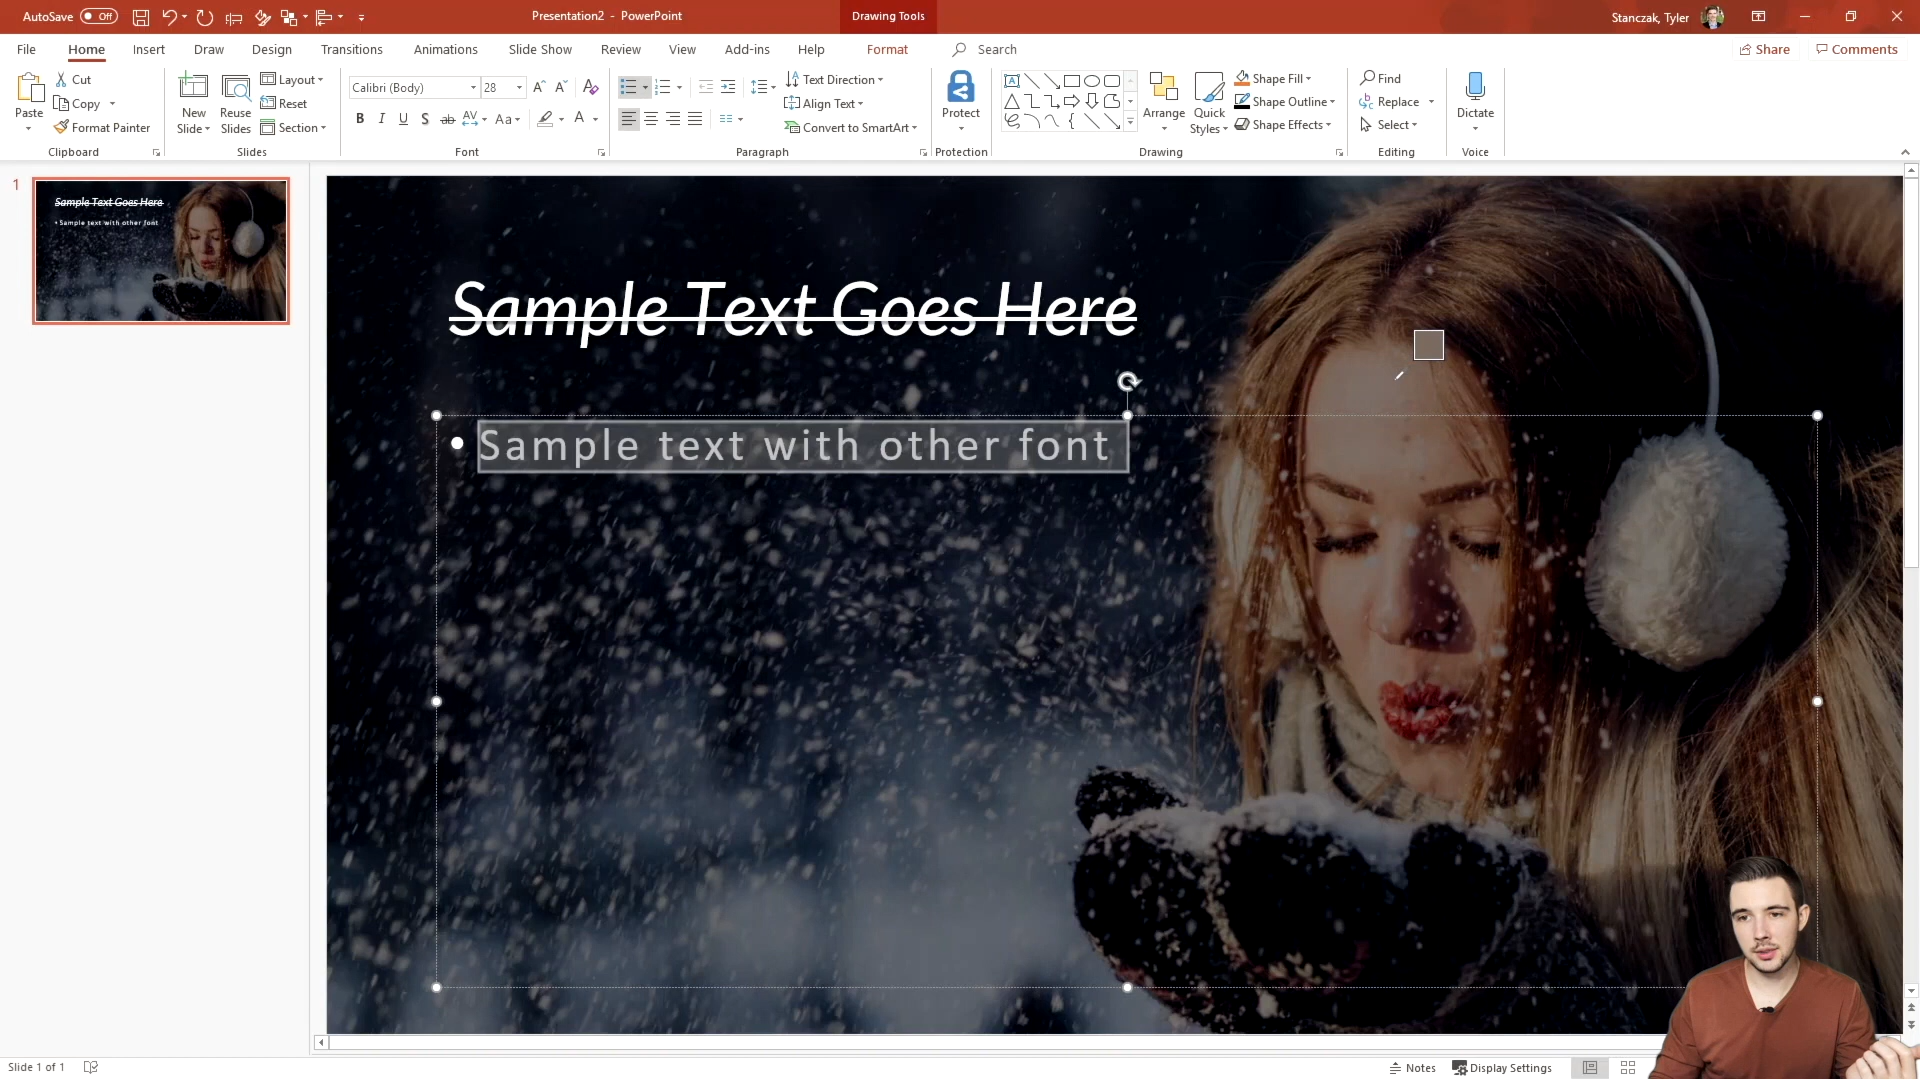 AutoSave Off
Presentation2 - PowerPoint
Drawing Tools
Stanczak, Tyler
File Home Insert Draw Design Transitions Animations Slide Show Review View Add-ins Help Format Search
Share Comments
Paste
Cut
Copy
Format Painter
Clipboard
New Slide
Reuse Slides
Layout
Reset
Section
Slides
Calibri (Body) 28
B I U S ab AV Aa A
Font
Text Direction
Align Text
Convert to SmartArt
Paragraph
Protect
Protection
Arrange
Quick Styles
Shape Fill
Shape Outline
Shape Effects
Drawing
Find
Replace
Select
Editing
Dictate
Voice
1
Sample Text Goes Here
• Sample text with other font
Sample Text Goes Here
• Sample text with other font
Slide 1 of 1
Notes Display Settings